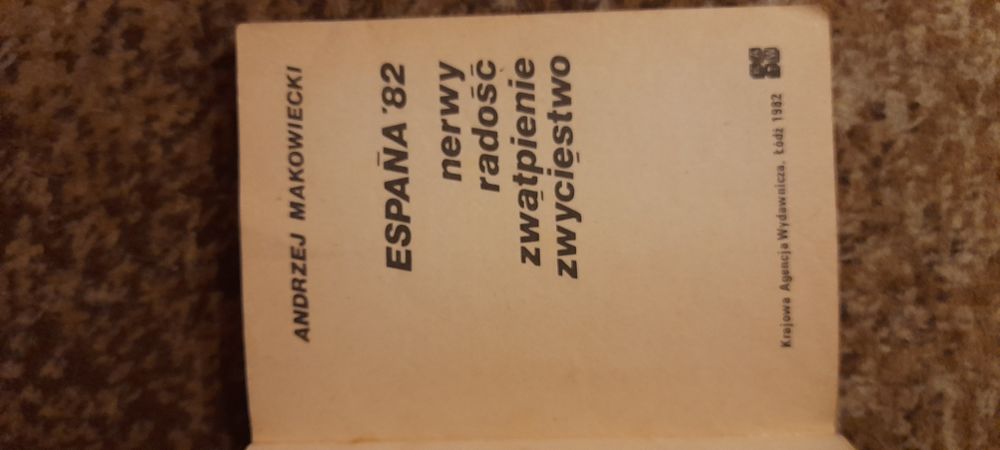 ANDRZEJ MAKOWIECKI
ESPAÑA '82
nerwy
radość
zwątpienie
zwycięstwo
Krajowa Agencja Wydawnicza, Łódź 1982